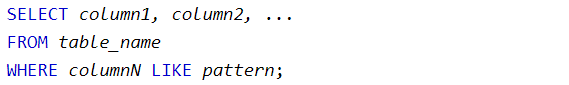 SELECT column1, column2, ...
FROM table_name
WHERE columnN LIKE pattern;